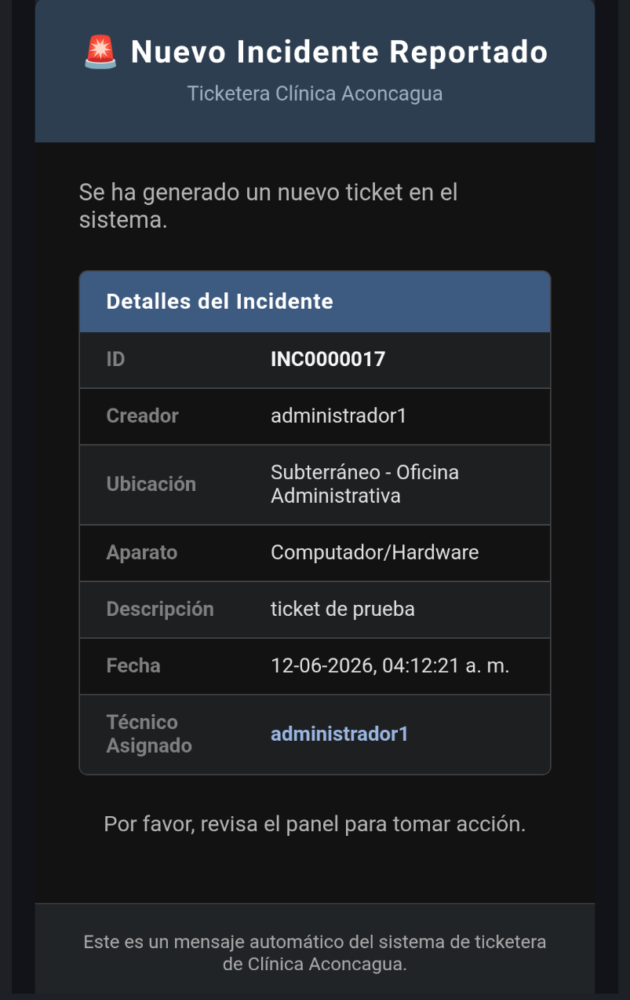 🚨 Nuevo Incidente Reportado
Ticketera Clínica Aconcagua
Se ha generado un nuevo ticket en el
sistema.
Detalles del Incidente
ID INC0000017
Creador administrador1
Ubicación Subterráneo - Oficina
Administrativa
Aparato Computador/Hardware
Descripción ticket de prueba
Fecha 12-06-2026, 04:12:21 a. m.
Técnico
Asignado administrador1
Por favor, revisa el panel para tomar acción.
Este es un mensaje automático del sistema de ticketera
de Clínica Aconcagua.